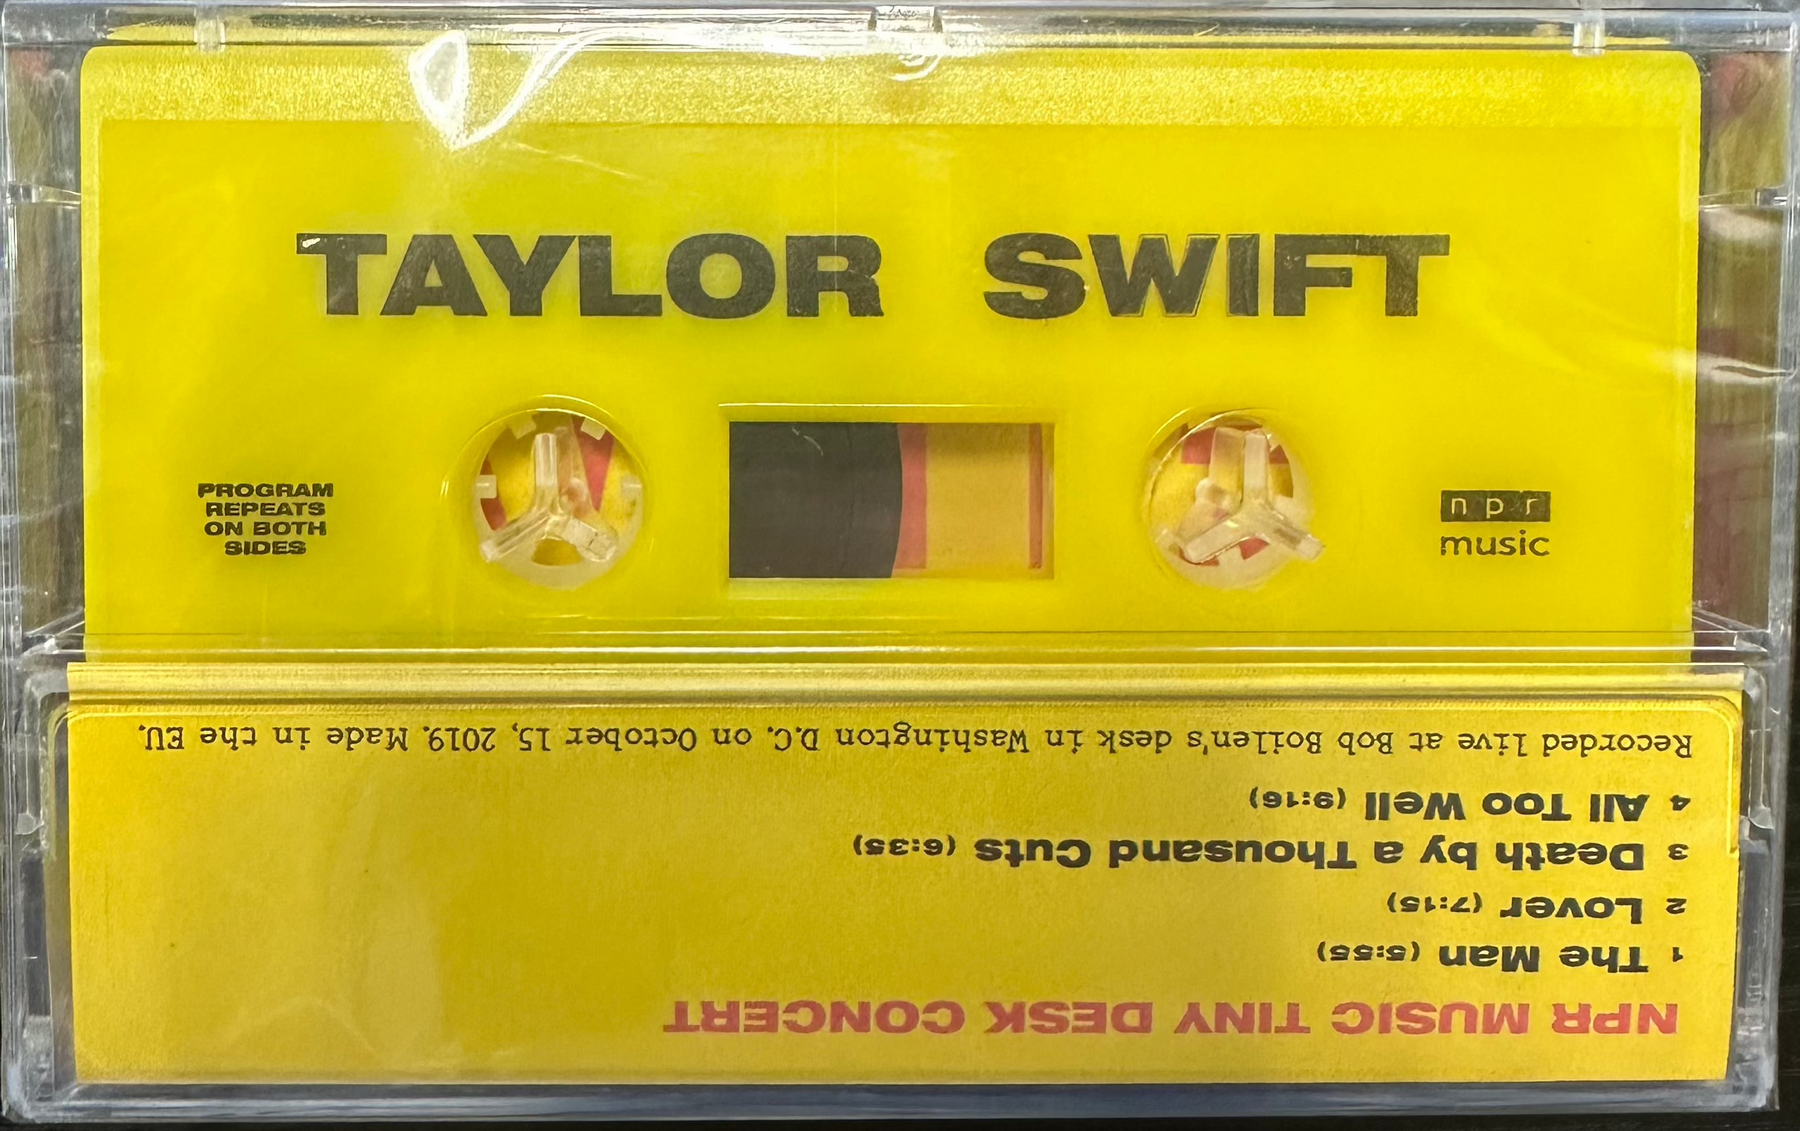 TAYLOR SWIFT
PROGRAM
REPEATS
ON BOTH
SIDES
npr
music
NPR MUSIC TINY DESK CONCERT
1 The Man (5:55)
2 Lover (7:15)
3 Death by a Thousand Cuts (6:35)
4 All Too Well (9:16)
Recorded live at Bob Boilen's desk in Washington D.C. on October 15, 2019. Made in the EU.